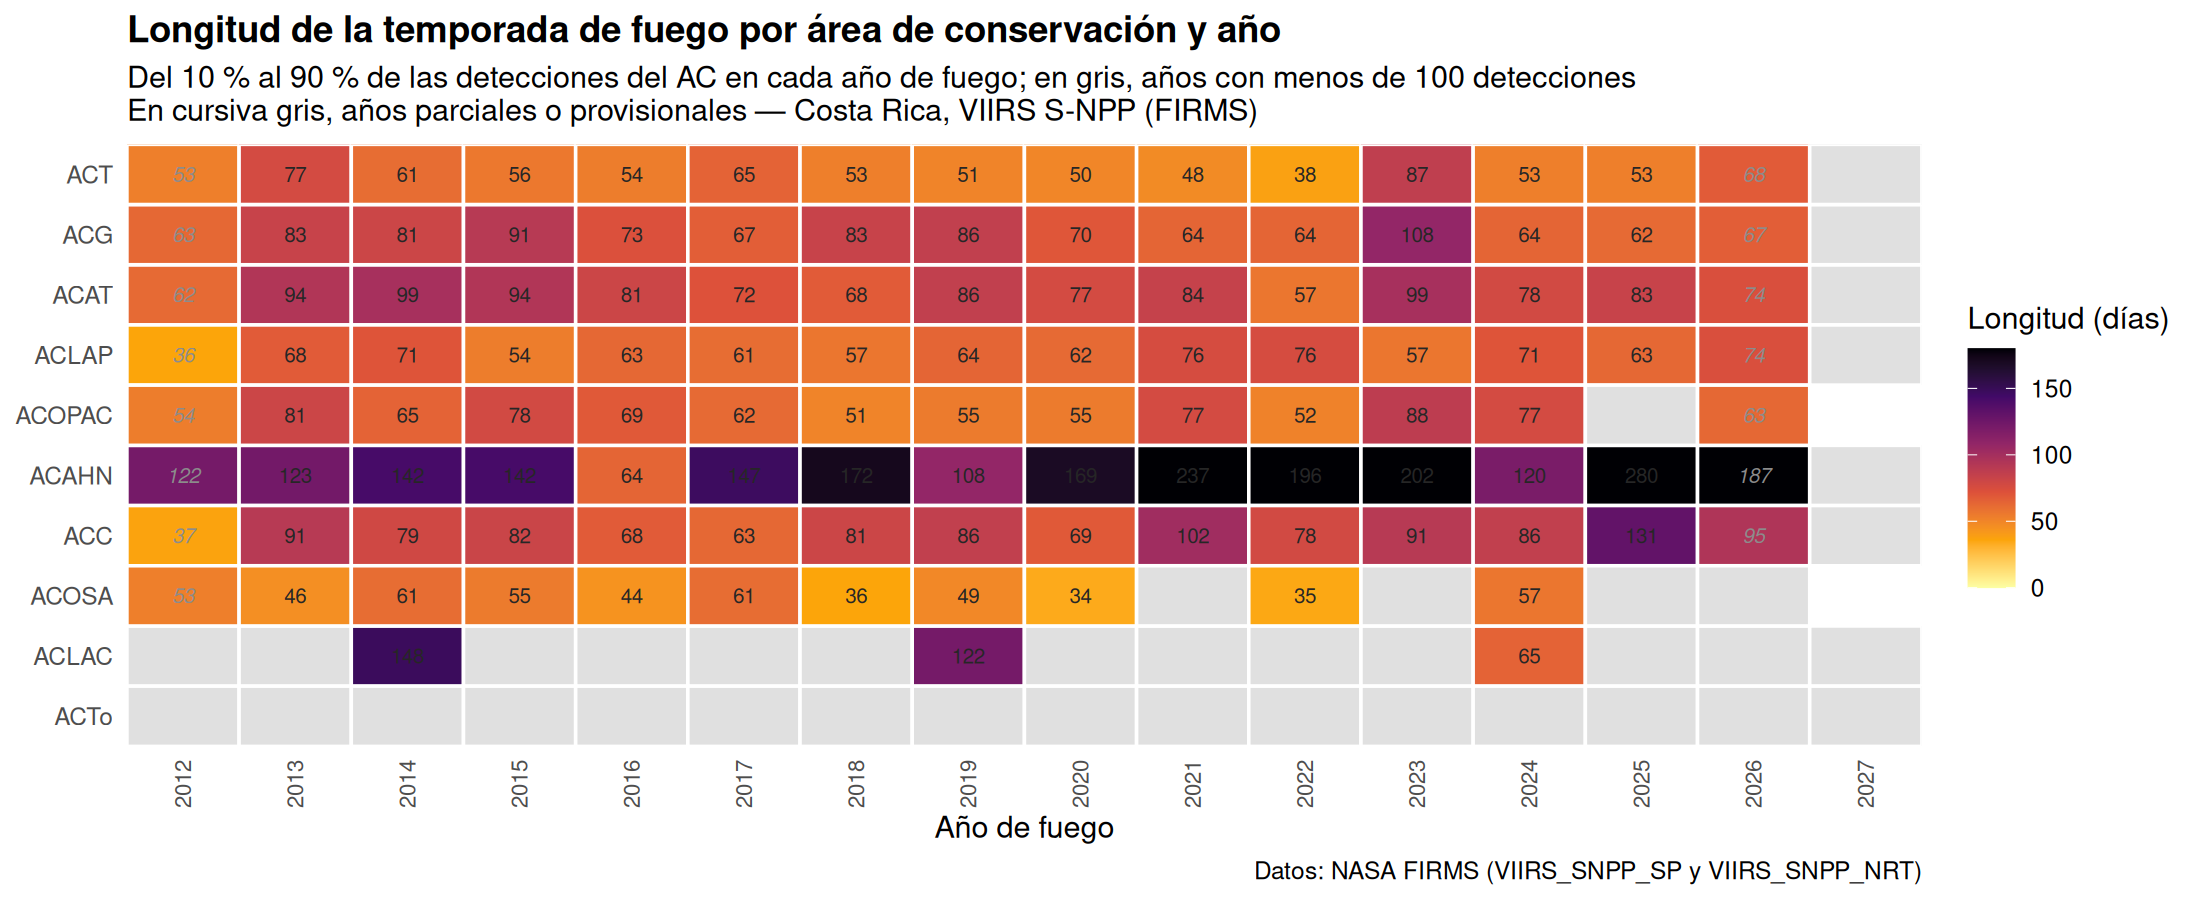 Longitud de la temporada de fuego por área de conservación y año
Del 10 % al 90 % de las detecciones del AC en cada año de fuego; en gris, años con menos de 100 detecciones
En cursiva gris, años parciales o provisionales — Costa Rica, VIIRS S-NPP (FIRMS)
ACT 53 77 61 56 54 65 53 51 50 48 38 87 53 53 68
ACG 63 83 81 91 73 67 83 86 70 64 64 108 64 62 67
ACAT 62 94 99 94 81 72 68 86 77 84 57 99 78 83 74
ACLAP 36 68 71 54 63 61 57 64 62 76 76 57 71 63 74
ACOPAC 54 81 65 78 69 62 51 55 55 77 52 88 77 63
ACAHN 122 123 142 142 64 172 108 169 237 196 202 120 280 187
ACC 37 91 79 82 68 63 81 86 69 102 78 91 86 131 95
ACOSA 53 46 61 55 44 61 36 49 34 35 57
ACLAC 122 65
ACTo
2012 2013 2014 2015 2016 2017 2018 2019 2020 2021 2022 2023 2024 2025 2026 2027
Año de fuego
Longitud (días)
150
100
50
0
Datos: NASA FIRMS (VIIRS_SNPP_SP y VIIRS_SNPP_NRT)